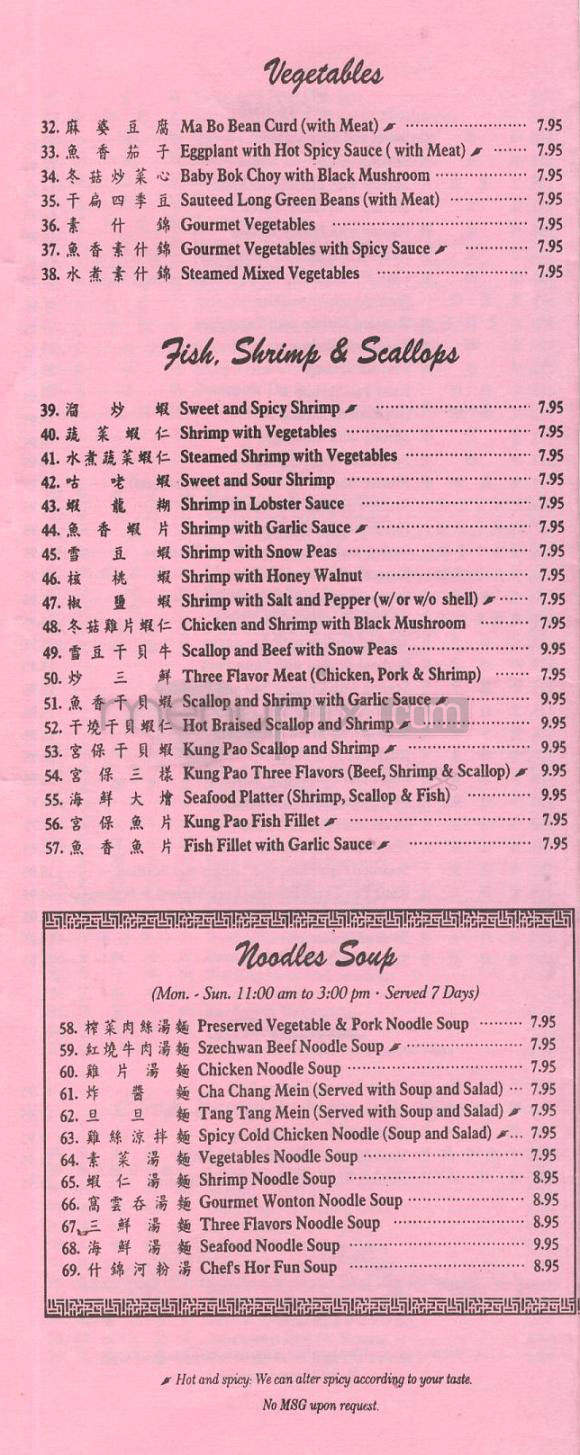 Vegetables
32. 麻婆豆腐 Ma Bo Bean Curd (with Meat) 7.95
33. 魚香茄子 Eggplant with Hot Spicy Sauce ( with Meat) 7.95
34. 冬菇炒菜心 Baby Bok Choy with Black Mushroom 7.95
35. 干扁四季豆 Sauteed Long Green Beans (with Meat) 7.95
36. 素什錦 Gourmet Vegetables 7.95
37. 魚香素什錦 Gourmet Vegetables with Spicy Sauce 7.95
38. 水煮素什錦 Steamed Mixed Vegetables 7.95
Fish, Shrimp & Scallops
39. 溜炒蝦 Sweet and Spicy Shrimp 7.95
40. 蔬菜蝦仁 Shrimp with Vegetables 7.95
41. 水煮蔬菜蝦仁 Steamed Shrimp with Vegetables 7.95
42. 咕咾蝦 Sweet and Sour Shrimp 7.95
43. 蝦龍糊 Shrimp in Lobster Sauce 7.95
44. 魚香蝦片 Shrimp with Garlic Sauce 7.95
45. 雪豆蝦 Shrimp with Snow Peas 7.95
46. 核桃蝦 Shrimp with Honey Walnut 7.95
47. 椒鹽蝦 Shrimp with Salt and Pepper (w/or w/o shell) 7.95
48. 冬菇雞片蝦仁 Chicken and Shrimp with Black Mushroom 7.95
49. 雪豆干貝牛 Scallop and Beef with Snow Peas 7.95
50. 炒三鮮 Three Flavor Meat (Chicken, Pork & Shrimp) 7.95
51. 魚香干貝蝦 Scallop and Shrimp with Garlic Sauce 9.95
52. 干燒干貝蝦仁 Hot Braised Scallop and Shrimp 9.95
53. 宮保干貝蝦 Kung Pao Scallop and Shrimp 9.95
54. 宮保三樣 Kung Pao Three Flavors (Beef, Shrimp & Scallop) 9.95
55. 海鮮大燴 Seafood Platter (Shrimp, Scallop & Fish) 9.95
56. 宮保魚片 Kung Pao Fish Fillet 7.95
57. 魚香魚片 Fish Fillet with Garlic Sauce 7.95
Noodles Soup
(Mon. - Sun. 11:00 am to 3:00 pm · Served 7 Days)
58. 榨菜肉絲湯麵 Preserved Vegetable & Pork Noodle Soup 7.95
59. 紅燒牛肉湯麵 Szechwan Beef Noodle Soup 7.95
60. 雞片湯麵 Chicken Noodle Soup 7.95
61. 炸醬麵 Cha Chang Mein (Served with Soup and Salad) 7.95
62. 旦旦麵 Tang Tang Mein (Served with Soup and Salad) 7.95
63. 雞絲涼拌麵 Spicy Cold Chicken Noodle (Soup and Salad) 7.95
64. 素菜湯麵 Vegetables Noodle Soup 7.95
65. 蝦仁湯麵 Shrimp Noodle Soup 8.95
66. 窩雲吞湯麵 Gourmet Wonton Noodle Soup 8.95
67. 三鮮湯麵 Three Flavors Noodle Soup 8.95
68. 海鮮湯麵 Seafood Noodle Soup 9.95
69. 什錦河粉湯 Chef's Hor Fun Soup 8.95
Hot and spicy: We can alter spicy according to your taste.
No MSG upon request.